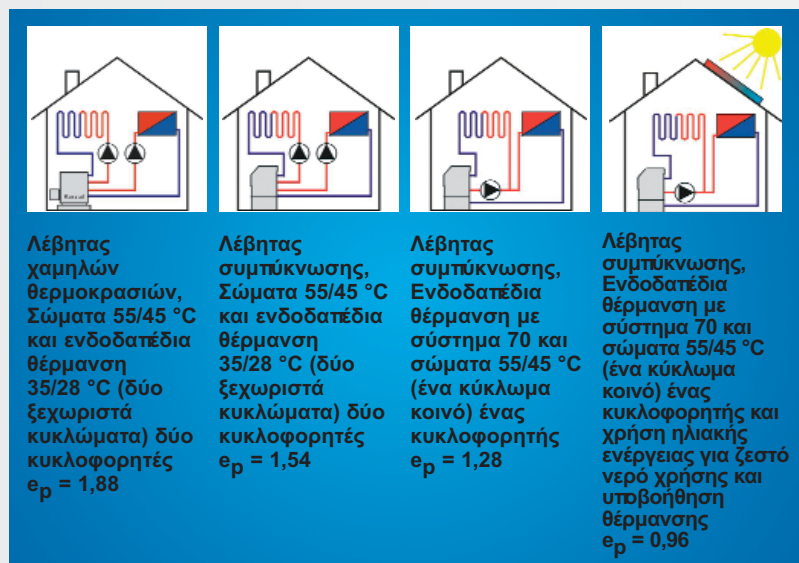 Λέβητας
χαμηλών
θερμοκρασιών,
Σώματα 55/45 °C
και ενδοδαπέδια
θέρμανση
35/28 °C (δύο
ξεχωριστά
κυκλώματα) δύο
κυκλοφορητές
ep = 1,88
Λέβητας
συμπύκνωσης,
Σώματα 55/45 °C
και ενδοδαπέδια
θέρμανση
35/28 °C (δύο
ξεχωριστά
κυκλώματα) δύο
κυκλοφορητές
ep = 1,54
Λέβητας
συμπύκνωσης,
Ενδοδαπέδια
θέρμανση με
σύστημα 70 και
σώματα 55/45 °C
(ένα κύκλωμα
κοινό) ένας
κυκλοφορητής
ep = 1,28
Λέβητας
συμπύκνωσης,
Ενδοδαπέδια
θέρμανση με
σύστημα 70 και
σώματα 55/45 °C
(ένα κύκλωμα
κοινό) ένας
κυκλοφορητής και
χρήση ηλιακής
ενέργειας για ζεστό
νερό χρήσης και
υποβοήθηση
θέρμανσης
ep = 0,96